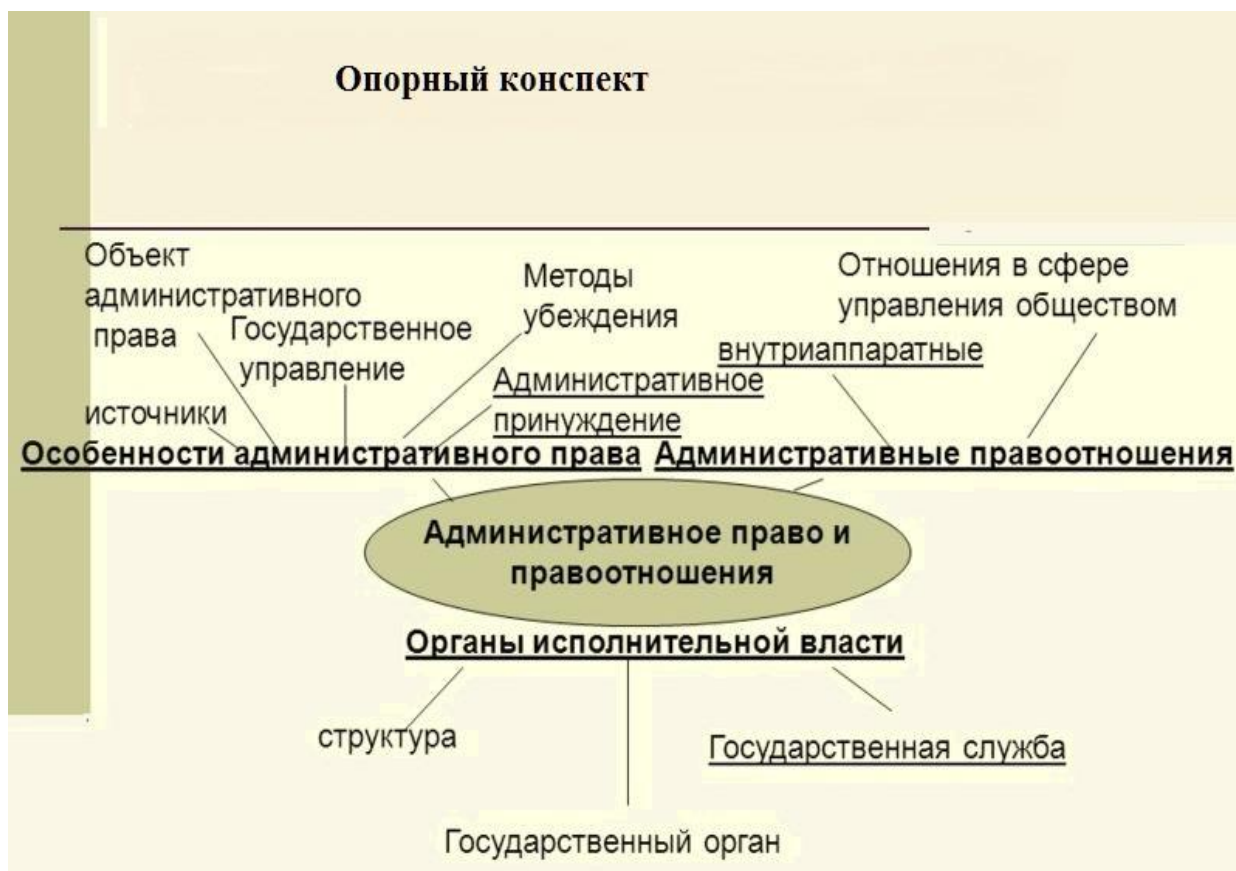 Опорный конспект
Объект
административного
права
Государственное
управление
источники
Методы
убеждения
Административное
принуждение
Отношения в сфере
управления обществом
внутриаппаратные
Особенности административного права
Административные правоотношения
Административное право и
правоотношения
Органы исполнительной власти
структура
Государственная служба
Государственный орган